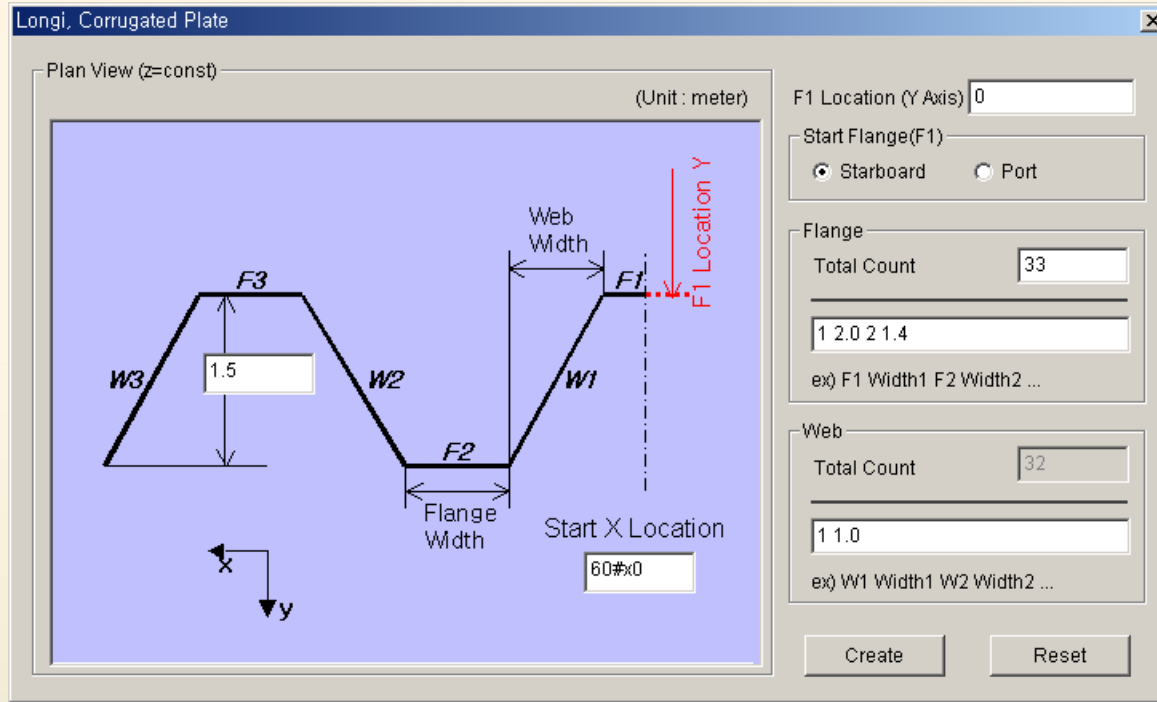 Longi, Corrugated Plate
Plan View (z=const)
(Unit : meter)
F1 Location Y
Web
Width
F3
F1
1.5
W3
W2
W1
F2
Flange
Width
Start X Location
60#x0
x
y
F1 Location (Y Axis) 0
Start Flange(F1)
Starboard Port
Flange
Total Count 33
1 2.0 2 1.4
ex) F1 Width1 F2 Width2 ...
Web
Total Count 32
1 1.0
ex) W1 Width1 W2 Width2 ...
Create Reset